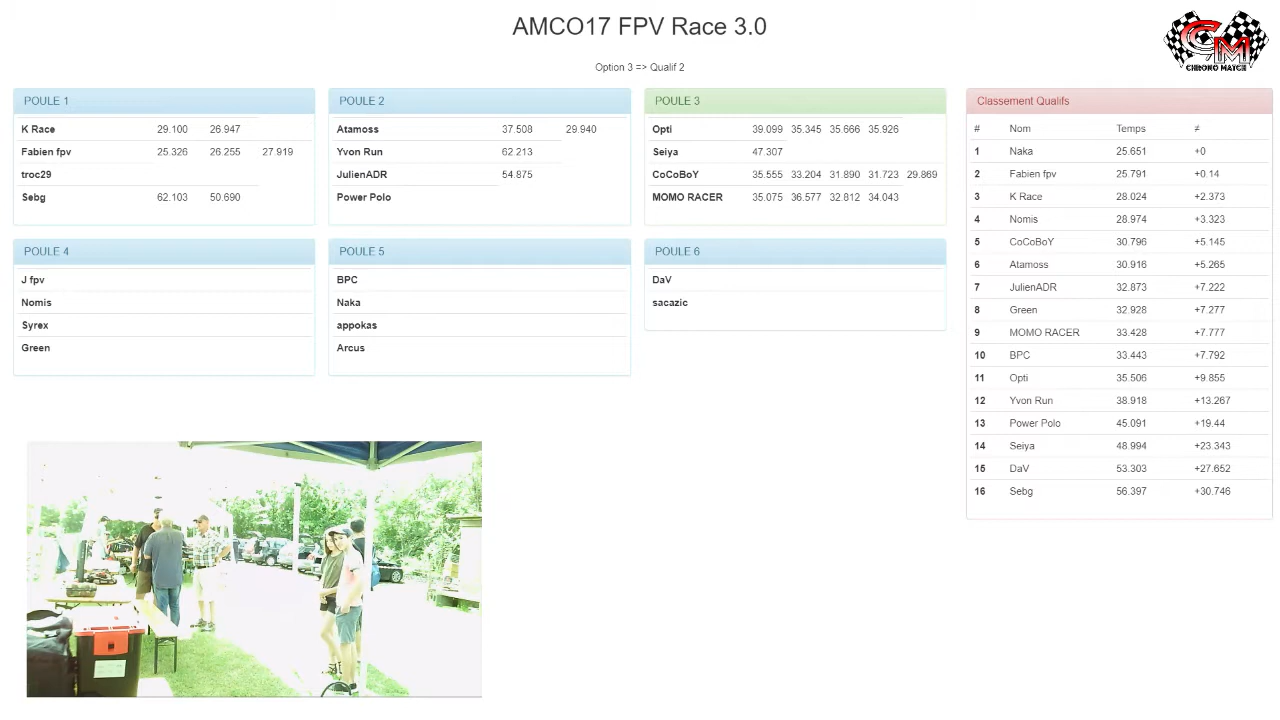 AMCO17 FPV Race 3.0
CHRONO MATCH
Option 3 => Qualif 2
POULE 1
K Race 29.100 26.947
Fabien fpv 25.326 26.255 27.919
troc29
Sebg 62.103 50.690
POULE 2
Atamoss 37.508 29.940
Yvon Run 62.213
JulienADR 54.875
Power Polo
POULE 3
Opti 39.099 35.345 35.666 35.926
Seiya 47.307
CoCoBoY 35.555 33.204 31.890 31.723 29.869
MOMO RACER 35.075 36.577 32.812 34.043
POULE 4
J fpv
Nomis
Syrex
Green
POULE 5
BPC
Naka
appokas
Arcus
POULE 6
DaV
sacazic
Classement Qualifs
# Nom Temps ≠
1 Naka 25.651 +0
2 Fabien fpv 25.791 +0.14
3 K Race 28.024 +2.373
4 Nomis 28.974 +3.323
5 CoCoBoY 30.796 +5.145
6 Atamoss 30.916 +5.265
7 JulienADR 32.873 +7.222
8 Green 32.928 +7.277
9 MOMO RACER 33.428 +7.777
10 BPC 33.443 +7.792
11 Opti 35.506 +9.855
12 Yvon Run 38.918 +13.267
13 Power Polo 45.091 +19.44
14 Seiya 48.994 +23.343
15 DaV 53.303 +27.652
16 Sebg 56.397 +30.746